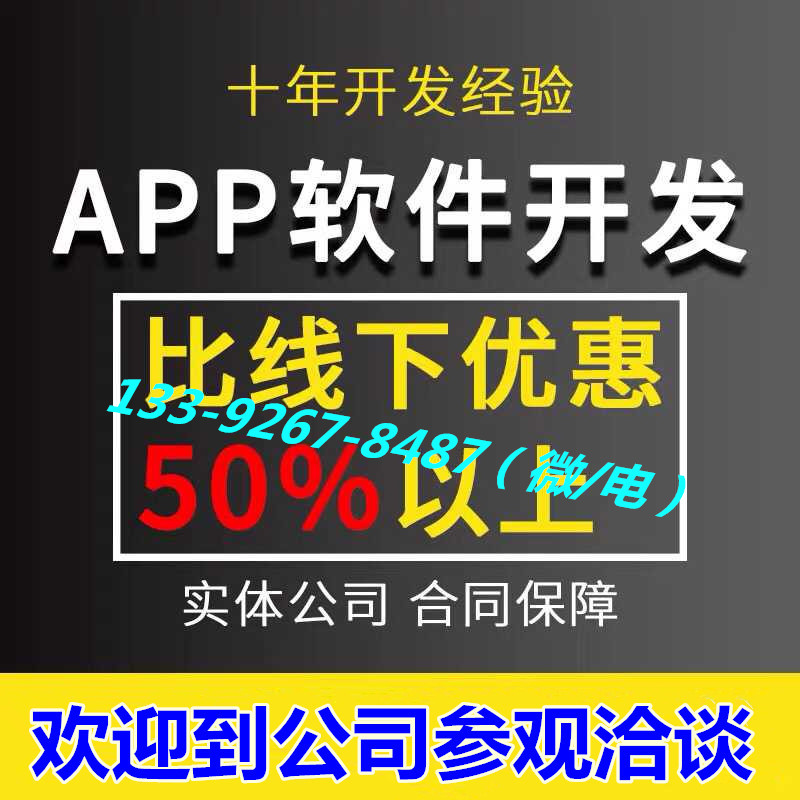 十年开发经验
APP软件开发
比线下优惠
133-9267-8487（微/电）
50%以上
实体公司 合同保障
欢迎到公司参观洽谈